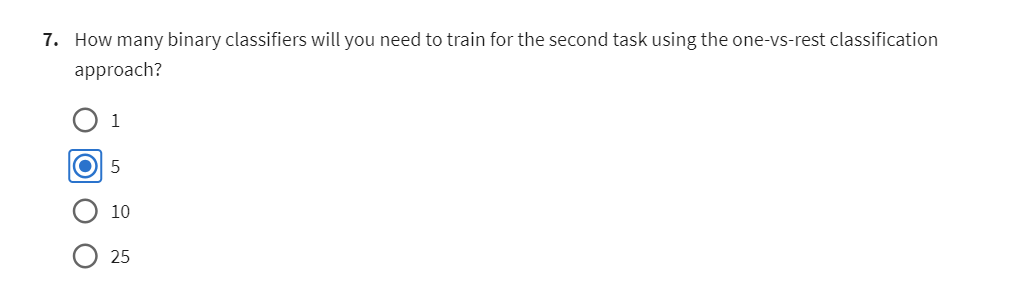 7. How many binary classifiers will you need to train for the second task using the one-vs-rest classification
approach?
1
5
10
25